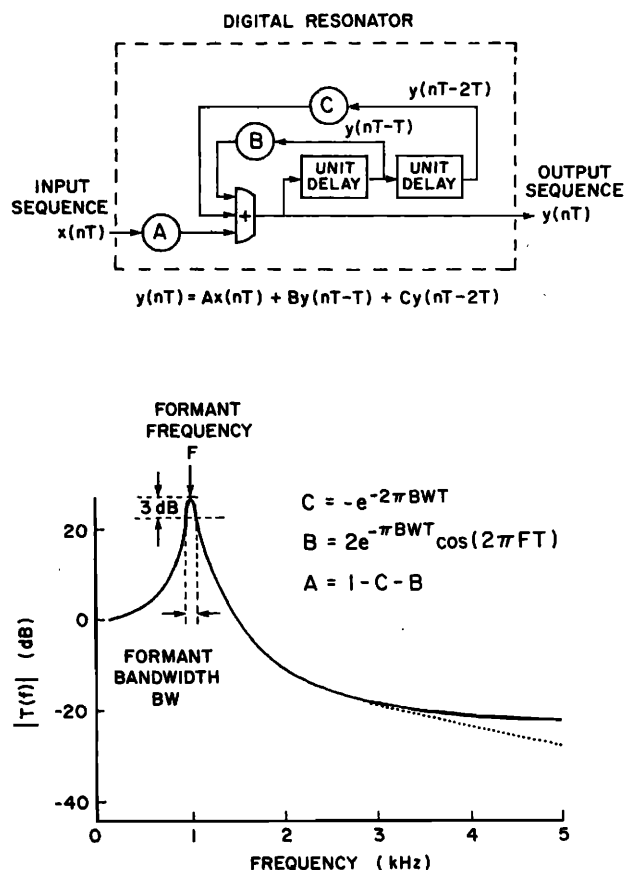 DIGITAL RESONATOR
y(nT-2T)
C
y(nT-T)
B
UNIT
DELAY
UNIT
DELAY
INPUT
SEQUENCE
x(nT)
A
+
OUTPUT
SEQUENCE
y(nT)
y(nT) = Ax(nT) + By(nT-T) + Cy(nT-2T)
FORMANT
FREQUENCY
F
3 dB
C = -e^{-2πBWT}
B = 2e^{-πBWT} cos(2πFT)
A = 1-C-B
FORMANT
BANDWIDTH
BW
|T(f)| (dB)
20
0
-20
-40
0 1 2 3 4 5
FREQUENCY (kHz)